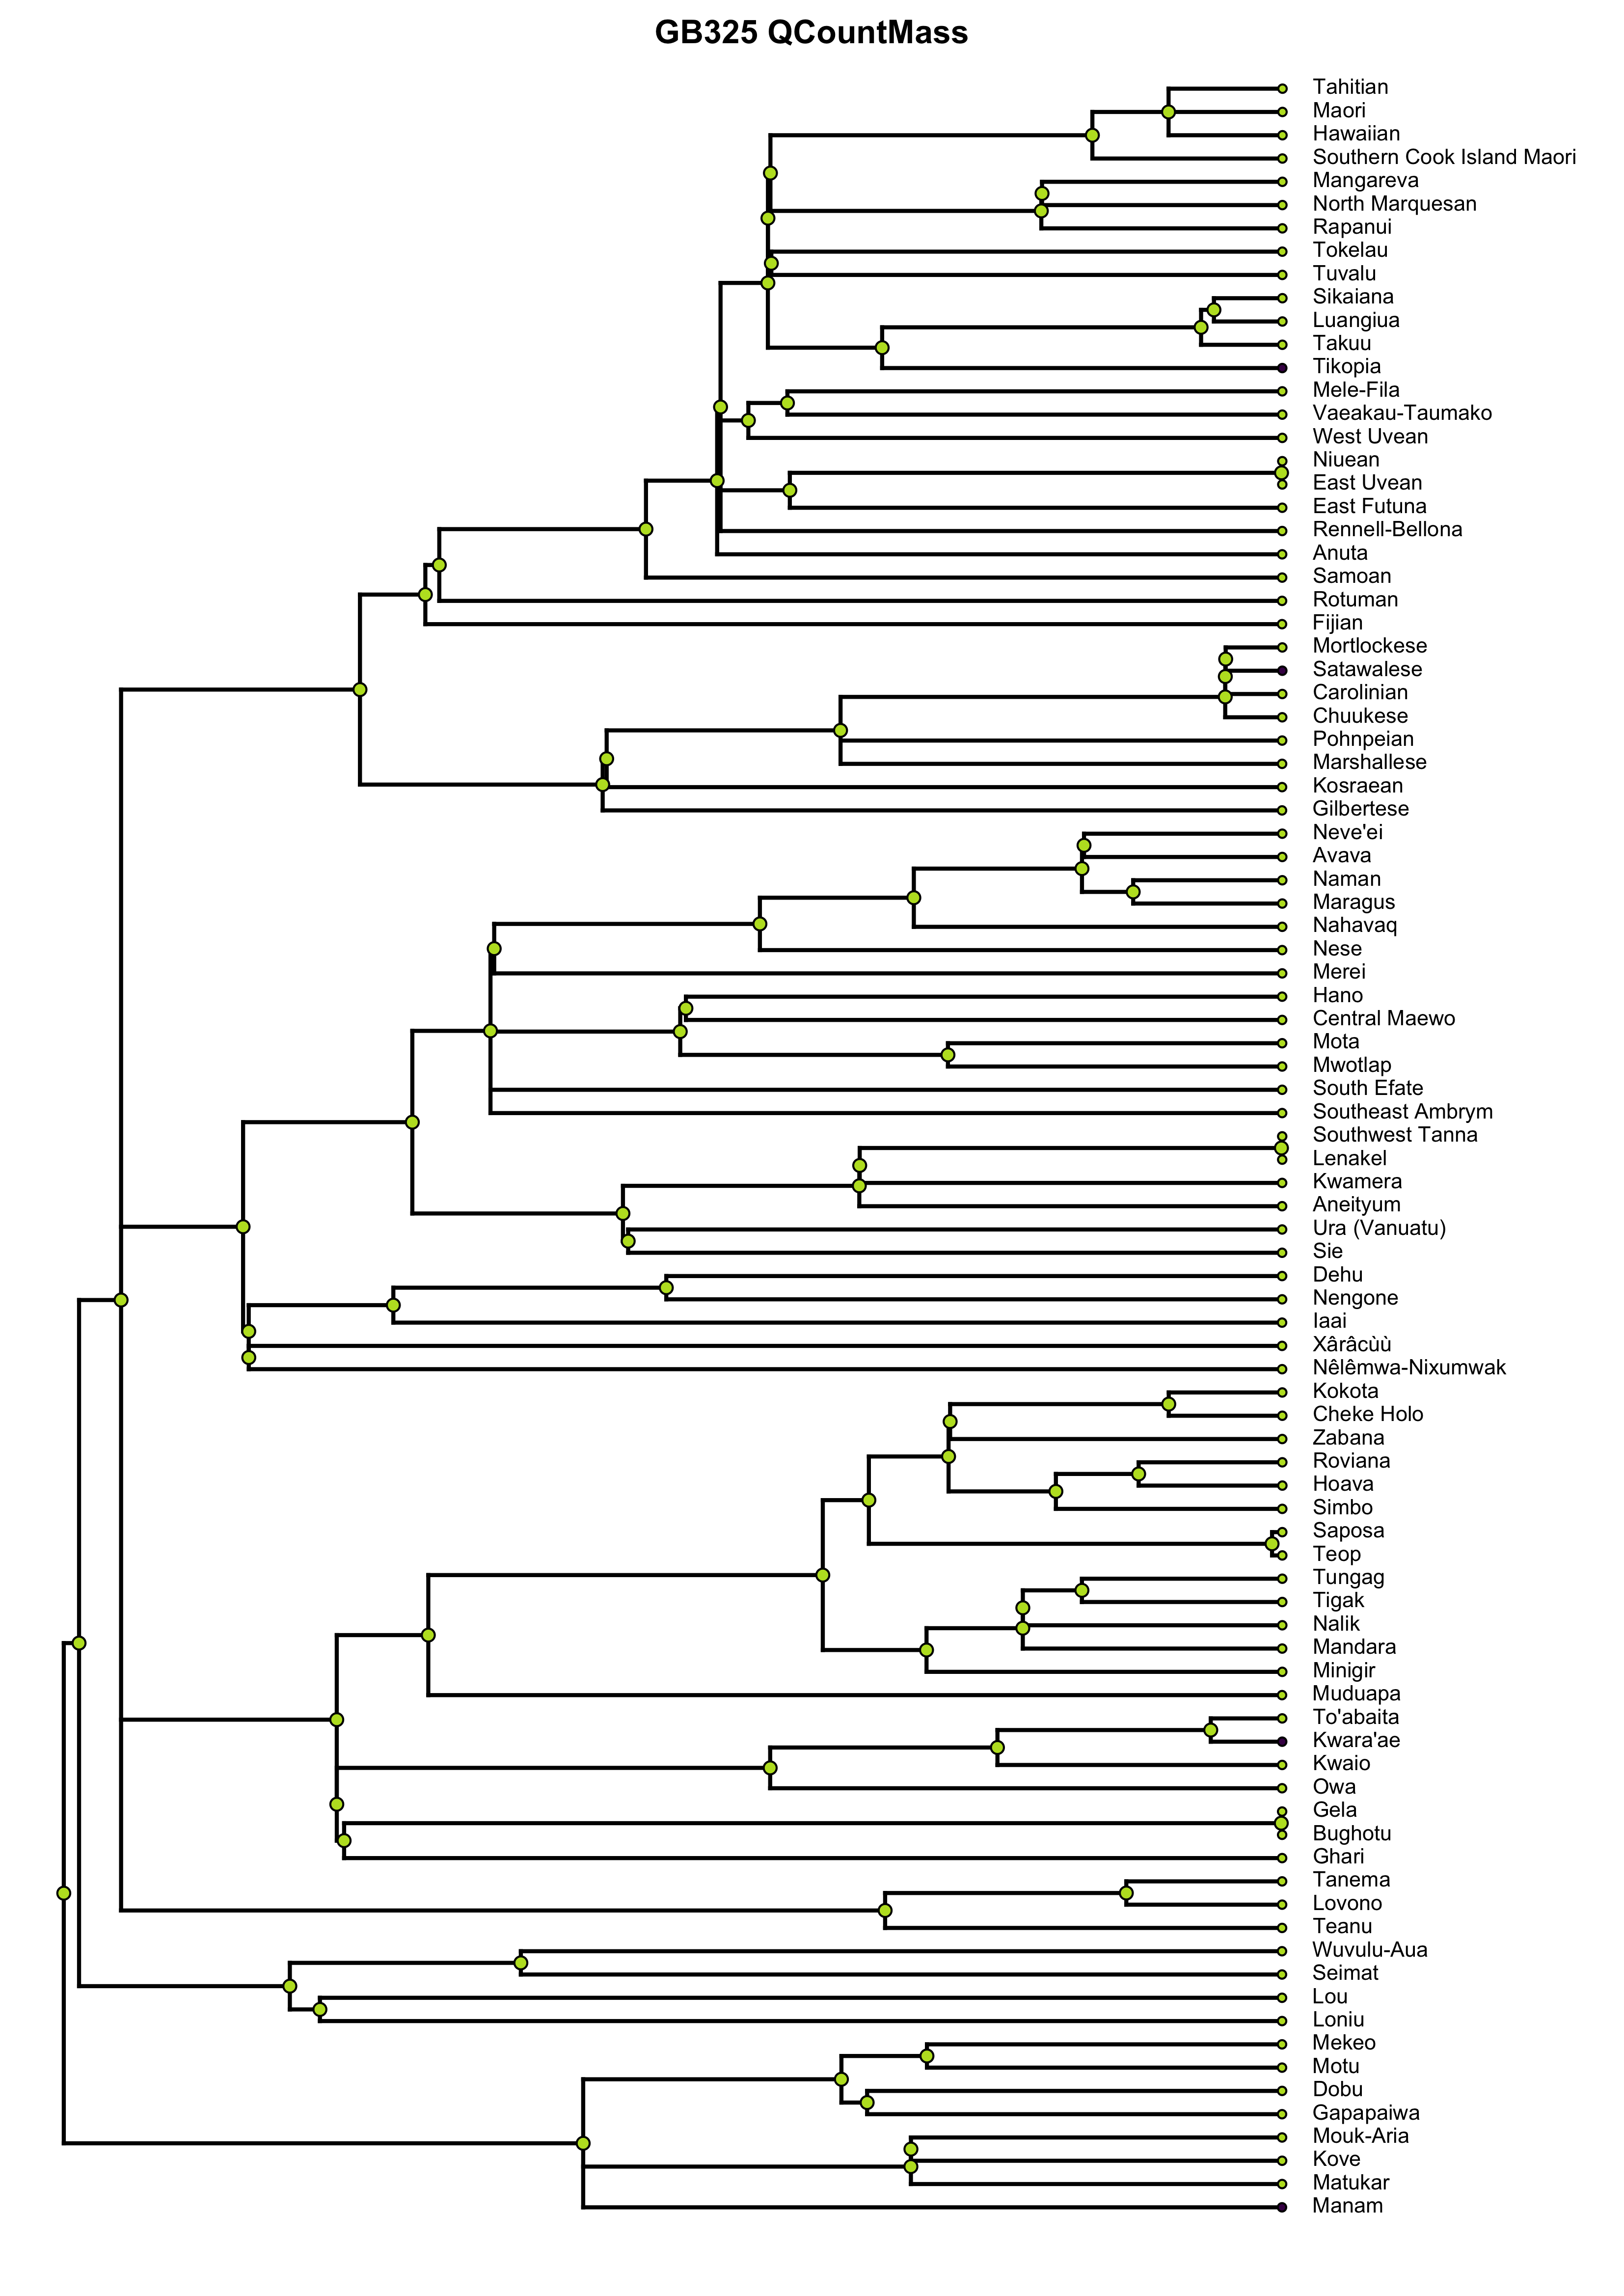 GB325 QCountMass
Tahitian
Maori
Hawaiian
Southern Cook Island Maori
Mangareva
North Marquesan
Rapanui
Tokelau
Tuvalu
Sikaiana
Luangiua
Takuu
Tikopia
Mele-Fila
Vaeakau-Taumako
West Uvean
Niuean
East Uvean
East Futuna
Rennell-Bellona
Anuta
Samoan
Rotuman
Fijian
Mortlockese
Satawalese
Carolinian
Chuukese
Pohnpeian
Marshallese
Kosraean
Gilbertese
Neve'ei
Avava
Naman
Maragus
Nahavaq
Nese
Merei
Hano
Central Maewo
Mota
Mwotlap
South Efate
Southeast Ambrym
Southwest Tanna
Lenakel
Kwamera
Aneityum
Ura (Vanuatu)
Sie
Dehu
Nengone
Iaai
Xârâcùù
Nêlêmwa-Nixumwak
Kokota
Cheke Holo
Zabana
Roviana
Hoava
Simbo
Saposa
Teop
Tungag
Tigak
Nalik
Mandara
Minigir
Muduapa
To'abaita
Kwara'ae
Kwaio
Owa
Gela
Bughotu
Ghari
Tanema
Lovono
Teanu
Wuvulu-Aua
Seimat
Lou
Loniu
Mekeo
Motu
Dobu
Gapapaiwa
Mouk-Aria
Kove
Matukar
Manam